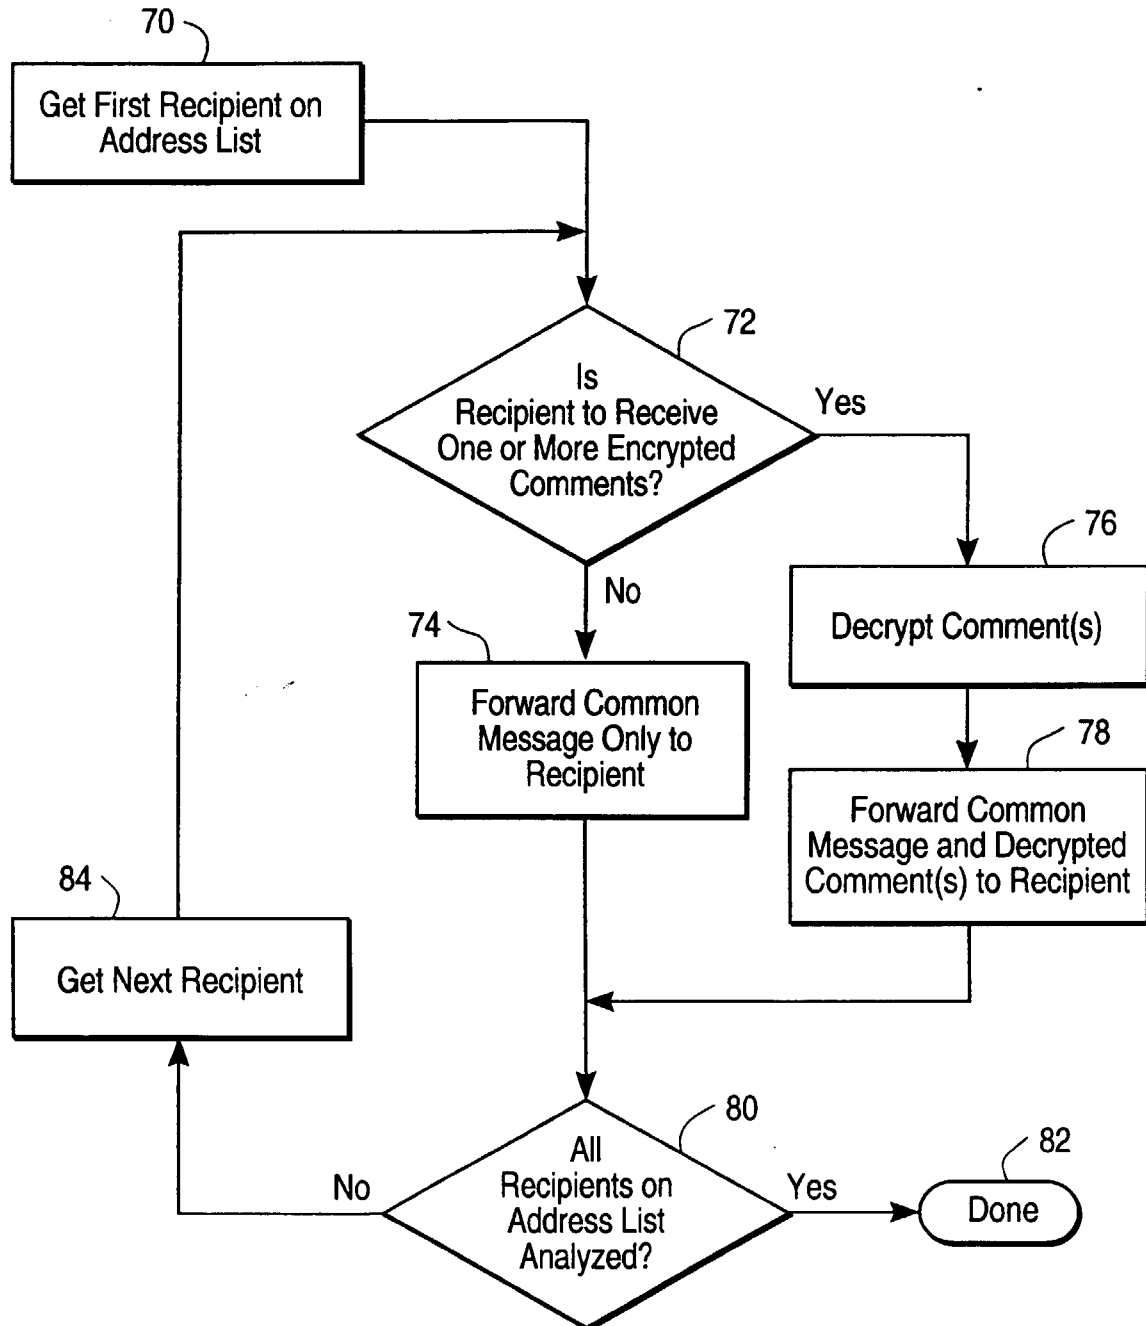 70
Get First Recipient on
Address List
72
Is
Recipient to Receive
One or More Encrypted
Comments?
Yes
No
76
Decrypt Comment(s)
74
Forward Common
Message Only to
Recipient
78
Forward Common
Message and Decrypted
Comment(s) to Recipient
84
Get Next Recipient
80
All
Recipients on
Address List
Analyzed?
No
Yes
82
Done